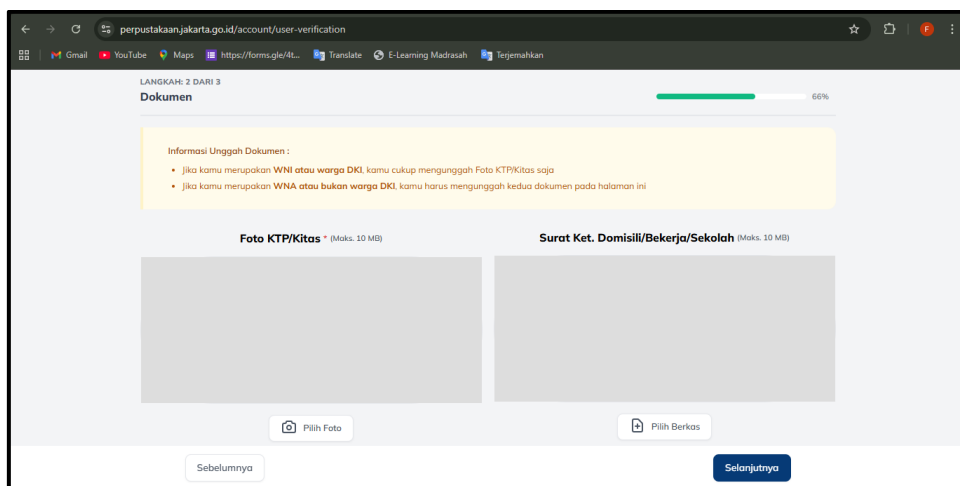 perpustakaan.jakarta.go.id/account/user-verification
F
Gmail YouTube Maps https://forms.gle/4t... Translate E-Learning Madrasah Terjemahkan
LANGKAH: 2 DARI 3
Dokumen
66%
Informasi Unggah Dokumen :
• Jika kamu merupakan WNI atau warga DKI, kamu cukup mengunggah Foto KTP/Kitas saja
• Jika kamu merupakan WNA atau bukan warga DKI, kamu harus mengunggah kedua dokumen pada halaman ini
Foto KTP/Kitas * (Maks. 10 MB) Surat Ket. Domisili/Bekerja/Sekolah (Maks. 10 MB)
Pilih Foto Pilih Berkas
Sebelumnya Selanjutnya